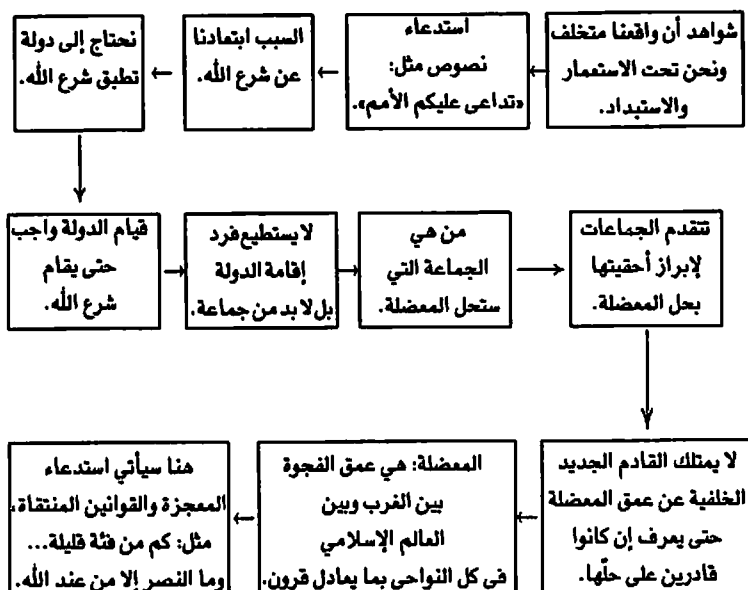 شواهد أن واقعنا متخلف
ونحن تحت الاستعمار
والاستبداد.
استدعاء
نصوص مثل:
«تداعى عليكم الأمم».
السبب ابتعادنا
عن شرع الله.
نحتاج إلى دولة
تطبق شرع الله.
قيام الدولة واجب
حتى يقام
شرع الله.
لا يستطيع فرد
إقامة الدولة
بل لا بد من جماعة.
من هي
الجماعة التي
ستحل المعضلة.
تتقدم الجماعات
لإبراز أحقيتها
بحل المعضلة.
لا يمتلك القادم الجديد
الخلفية عن عمق المعضلة
حتى يعرف إن كانوا
قادرين على حلّها.
المعضلة: هي عمق الفجوة
بين الغرب وبين
العالم الإسلامي
في كل النواحي بما يعادل قرون.
هنا سيأتي استدعاء
المعجزة والقوانين المنتقاة،
مثل: كم من فئة قليلة...
وما النصر إلا من عند الله.